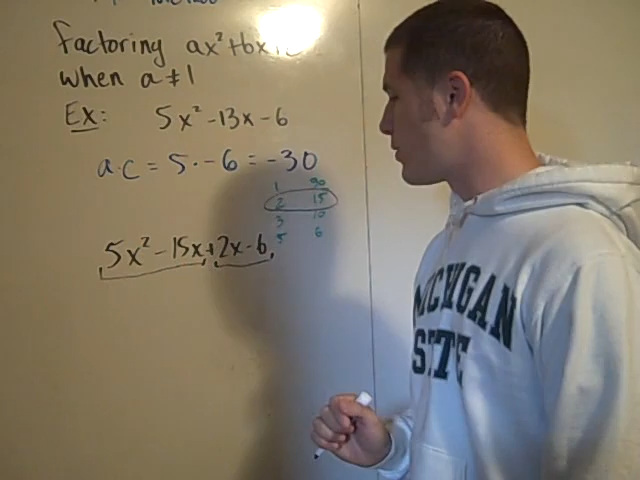 factoring ax²+bx+c
when a ≠ 1
Ex: 5x² -13x - 6
a·c = 5 · -6 = -30
1 30
2 15
3 10
5 6
5x² - 15x + 2x - 6
MICHIGAN
STATE